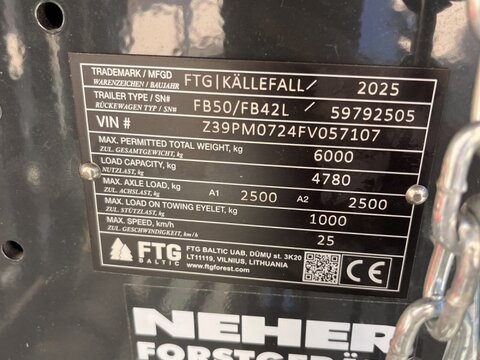 TRADEMARK / MFGD FTG|KÄLLEFALL/ 2025
WARENZEICHEN / BAUJAHR
TRAILER TYPE / SN# FB50/FB42L / 59792505
RÜCKEWAGEN TYP / SN#
VIN # Z39PM0724FV057107
MAX. PERMITTED TOTAL WEIGHT, kg 6000
ZUL. GESAMTGEWICHT, kg
LOAD CAPACITY, kg 4780
NUTZLAST, kg
MAX. AXLE LOAD, kg A1 2500 A2 2500
ZUL. ACHSLAST, kg
MAX. LOAD ON TOWING EYELET, kg 1000
ZUL. STÜTZLAST, kg
MAX. SPEED, km/h 25
ZUL. GESCHWINDIGKEIT, km/h
FTG BALTIC
FTG BALTIC UAB, DŪMŲ st. 3K20
LT11119, VILNIUS, LITHUANIA
www.ftgforest.com
CE
NEHER
FORSTGERÄ